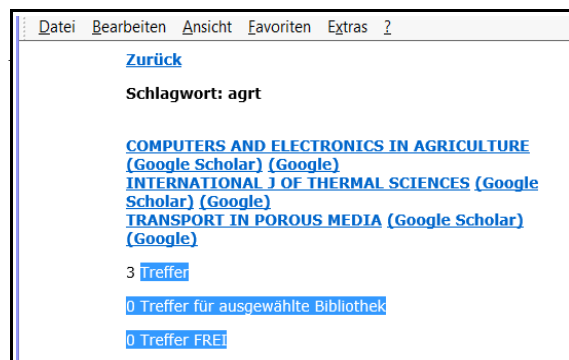 Datei Bearbeiten Ansicht Favoriten Extras ?
Zurück
Schlagwort: agrt
COMPUTERS AND ELECTRONICS IN AGRICULTURE
(Google Scholar) (Google)
INTERNATIONAL J OF THERMAL SCIENCES (Google
Scholar) (Google)
TRANSPORT IN POROUS MEDIA (Google Scholar)
(Google)
3 Treffer
0 Treffer für ausgewählte Bibliothek
0 Treffer FREI